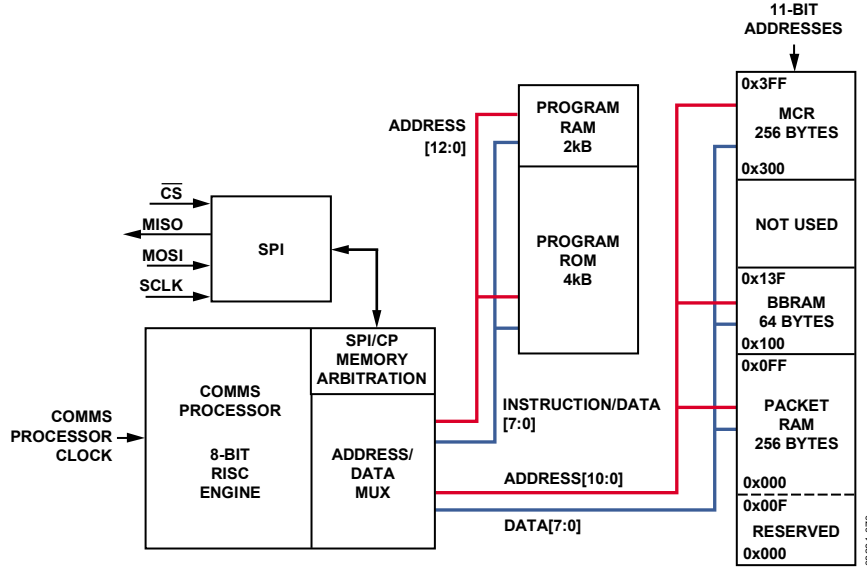 11-BIT
ADDRESSES
0x3FF
MCR
256 BYTES
0x300
NOT USED
0x13F
BBRAM
64 BYTES
0x100
0x0FF
PACKET
RAM
256 BYTES
0x000
0x00F
RESERVED
0x000
PROGRAM
RAM
2kB
PROGRAM
ROM
4kB
ADDRESS
[12:0]
CS
MISO
MOSI
SCLK
SPI
SPI/CP
MEMORY
ARBITRATION
COMMS
PROCESSOR
8-BIT
RISC
ENGINE
ADDRESS/
DATA
MUX
COMMS
PROCESSOR
CLOCK
INSTRUCTION/DATA
[7:0]
ADDRESS[10:0]
DATA[7:0]